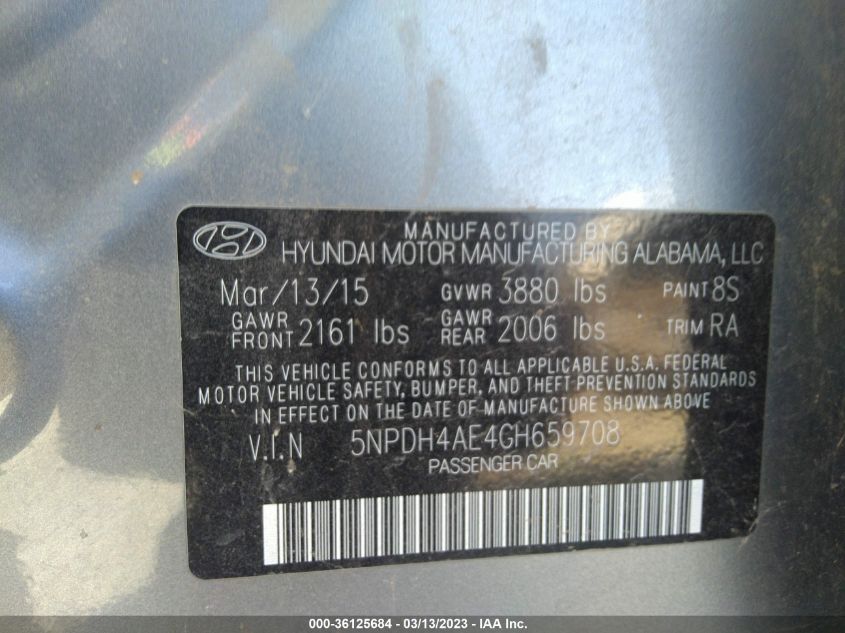 MANUFACTURED BY
HYUNDAI MOTOR MANUFACTURING ALABAMA, LLC
Mar/13/15 GVWR 3880 lbs PAINT 8S
GAWR FRONT 2161 lbs GAWR REAR 2006 lbs TRIM RA
THIS VEHICLE CONFORMS TO ALL APPLICABLE U.S.A. FEDERAL
MOTOR VEHICLE SAFETY, BUMPER, AND THEFT PREVENTION STANDARDS
IN EFFECT ON THE DATE OF MANUFACTURE SHOWN ABOVE
V.I.N 5NPDH4AE4GH659708
PASSENGER CAR
000-36125684 - 03/13/2023 - IAA Inc.